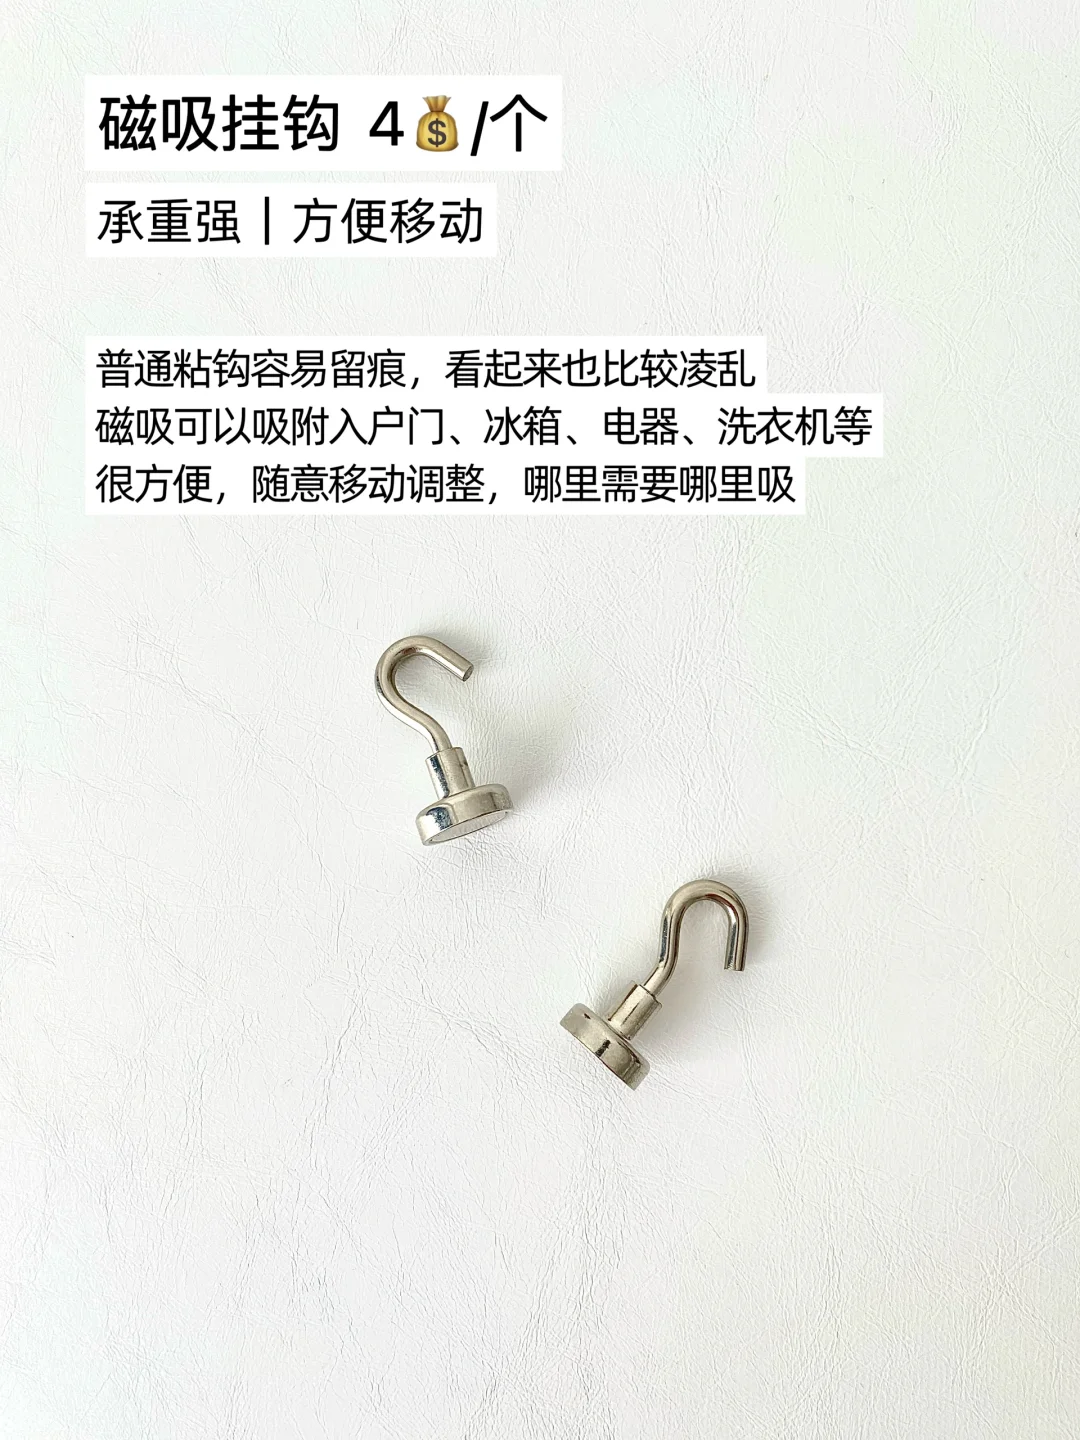 磁吸挂钩 4💰/个
承重强｜方便移动
普通粘钩容易留痕，看起来也比较凌乱
磁吸可以吸附入户门、冰箱、电器、洗衣机等
很方便，随意移动调整，哪里需要哪里吸